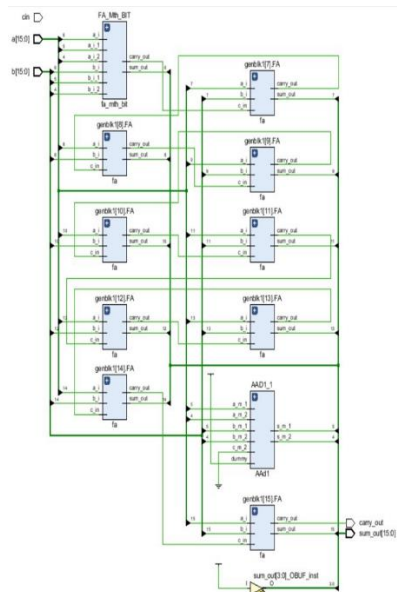 cin
a[15:0]
b[15:0]
FA_Mth_BIT
a_i
a_i_1
a_i_2
b_i
b_i_1
b_i_2
carry_out
sum_out
fa_mth_bit
genblk1[7].FA
a_i
b_i
c_in
carry_out
sum_out
fa
genblk1[8].FA
a_i
b_i
c_in
carry_out
sum_out
fa
genblk1[9].FA
a_i
b_i
c_in
carry_out
sum_out
fa
genblk1[10].FA
a_i
b_i
c_in
carry_out
sum_out
fa
genblk1[11].FA
a_i
b_i
c_in
carry_out
sum_out
fa
genblk1[12].FA
a_i
b_i
c_in
carry_out
sum_out
fa
genblk1[13].FA
a_i
b_i
c_in
carry_out
sum_out
fa
genblk1[14].FA
a_i
b_i
c_in
carry_out
sum_out
fa
AAD1_1
a_m_1
a_m_2
b_m_1
b_m_2
c_m_2
dummy
s_m_1
s_m_2
AAd1
genblk1[15].FA
a_i
b_i
c_in
carry_out
sum_out
fa
carry_out
sum_out[15:0]
sum_out[3:0]_OBUF_inst
I
O